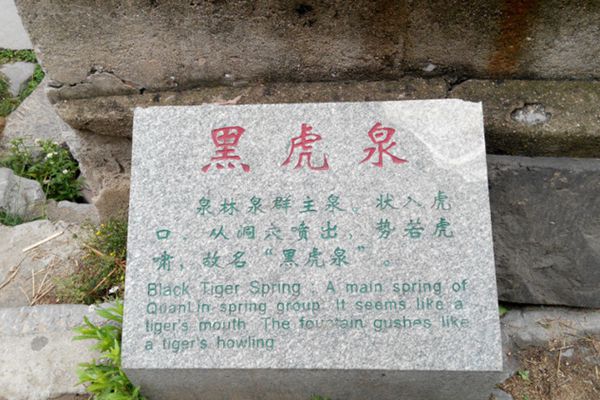 黑虎泉
泉林泉群主泉、状入虎
口、从洞穴喷出，势若虎
啸，故名“黑虎泉”。
Black Tiger Spring : A main spring of
QuanLin spring group. It seems like a
tiger's mouth. The fountain gushes like
a tiger's howling